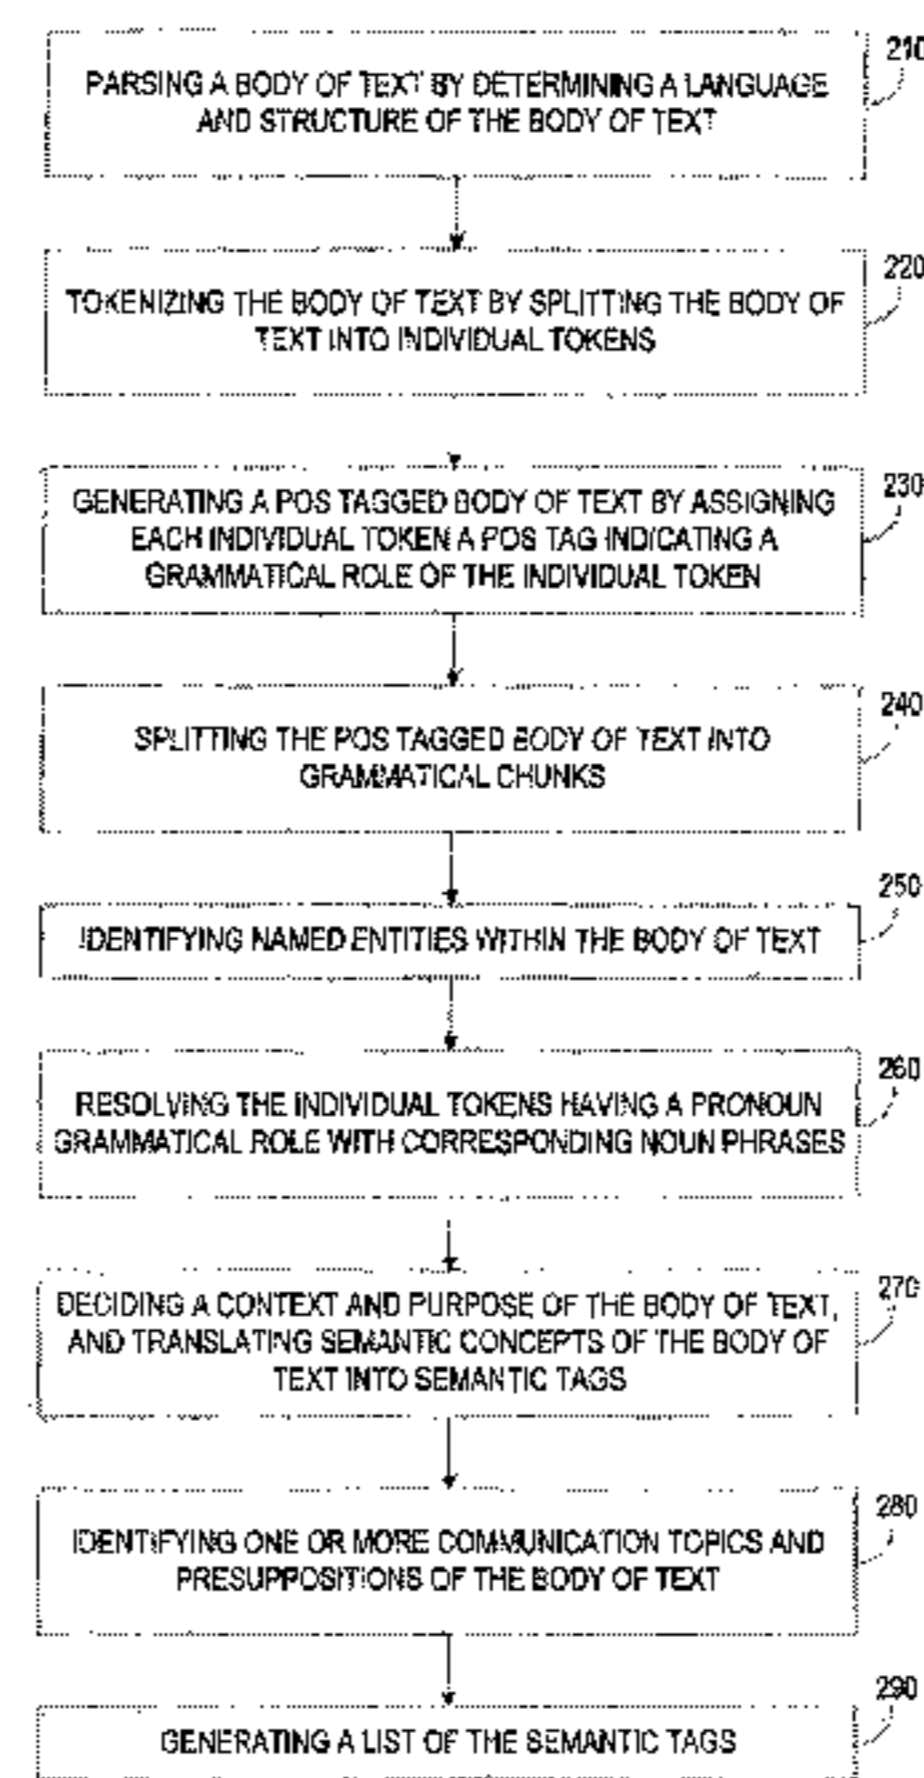 210
PARSING A BODY OF TEXT BY DETERMINING A LANGUAGE
AND STRUCTURE OF THE BODY OF TEXT
220
TOKENIZING THE BODY OF TEXT BY SPLITTING THE BODY OF
TEXT INTO INDIVIDUAL TOKENS
230
GENERATING A POS TAGGED BODY OF TEXT BY ASSIGNING
EACH INDIVIDUAL TOKEN A POS TAG INDICATING A
GRAMMATICAL ROLE OF THE INDIVIDUAL TOKEN
240
SPLITTING THE POS TAGGED BODY OF TEXT INTO
GRAMMATICAL CHUNKS
250
IDENTIFYING NAMED ENTITIES WITHIN THE BODY OF TEXT
260
RESOLVING THE INDIVIDUAL TOKENS HAVING A PRONOUN
GRAMMATICAL ROLE WITH CORRESPONDING NOUN PHRASES
270
DECIDING A CONTEXT AND PURPOSE OF THE BODY OF TEXT,
AND TRANSLATING SEMANTIC CONCEPTS OF THE BODY OF
TEXT INTO SEMANTIC TAGS
280
IDENTIFYING ONE OR MORE COMMUNICATION TOPICS AND
PRESUPPOSITIONS OF THE BODY OF TEXT
290
GENERATING A LIST OF THE SEMANTIC TAGS